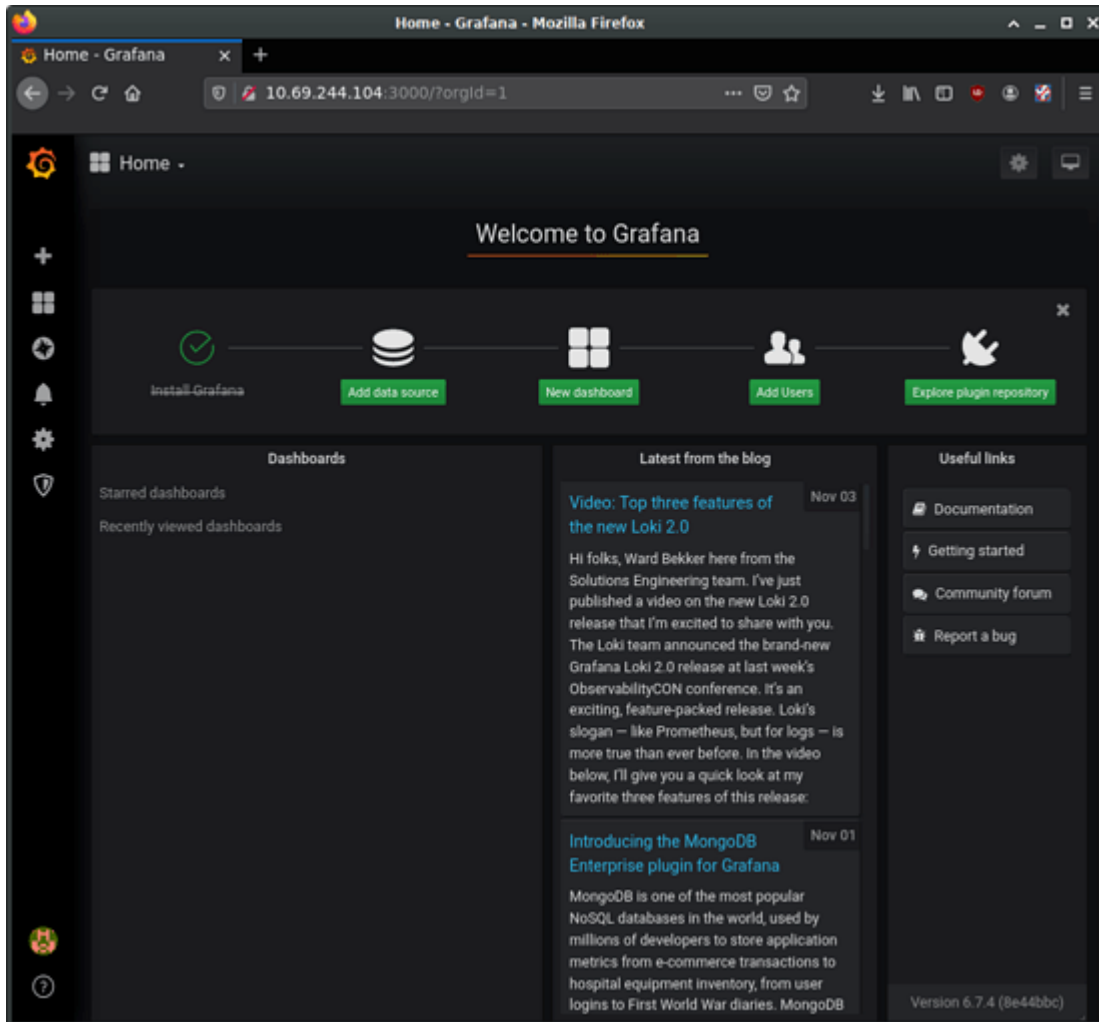 Home - Grafana - Mozilla Firefox
Home - Grafana
10.69.244.104:3000/?orgId=1
Home
Welcome to Grafana
Install Grafana
Add data source
New dashboard
Add Users
Explore plugin repository
Dashboards
Starred dashboards
Recently viewed dashboards
Latest from the blog
Video: Top three features of
the new Loki 2.0
Nov 03
Hi folks, Ward Bekker here from the
Solutions Engineering team. I've just
published a video on the new Loki 2.0
release that I'm excited to share with you.
The Loki team announced the brand-new
Grafana Loki 2.0 release at last week's
ObservabilityCON conference. It's an
exciting, feature-packed release. Loki's
slogan — like Prometheus, but for logs — is
more true than ever before. In the video
below, I'll give you a quick look at my
favorite three features of this release:
Introducing the MongoDB
Enterprise plugin for Grafana
Nov 01
MongoDB is one of the most popular
NoSQL databases in the world, used by
millions of developers to store application
metrics from e-commerce transactions to
hospital equipment inventory, from user
logins to First World War diaries. MongoDB
Useful links
Documentation
Getting started
Community forum
Report a bug
Version 6.7.4 (8e44bbc)